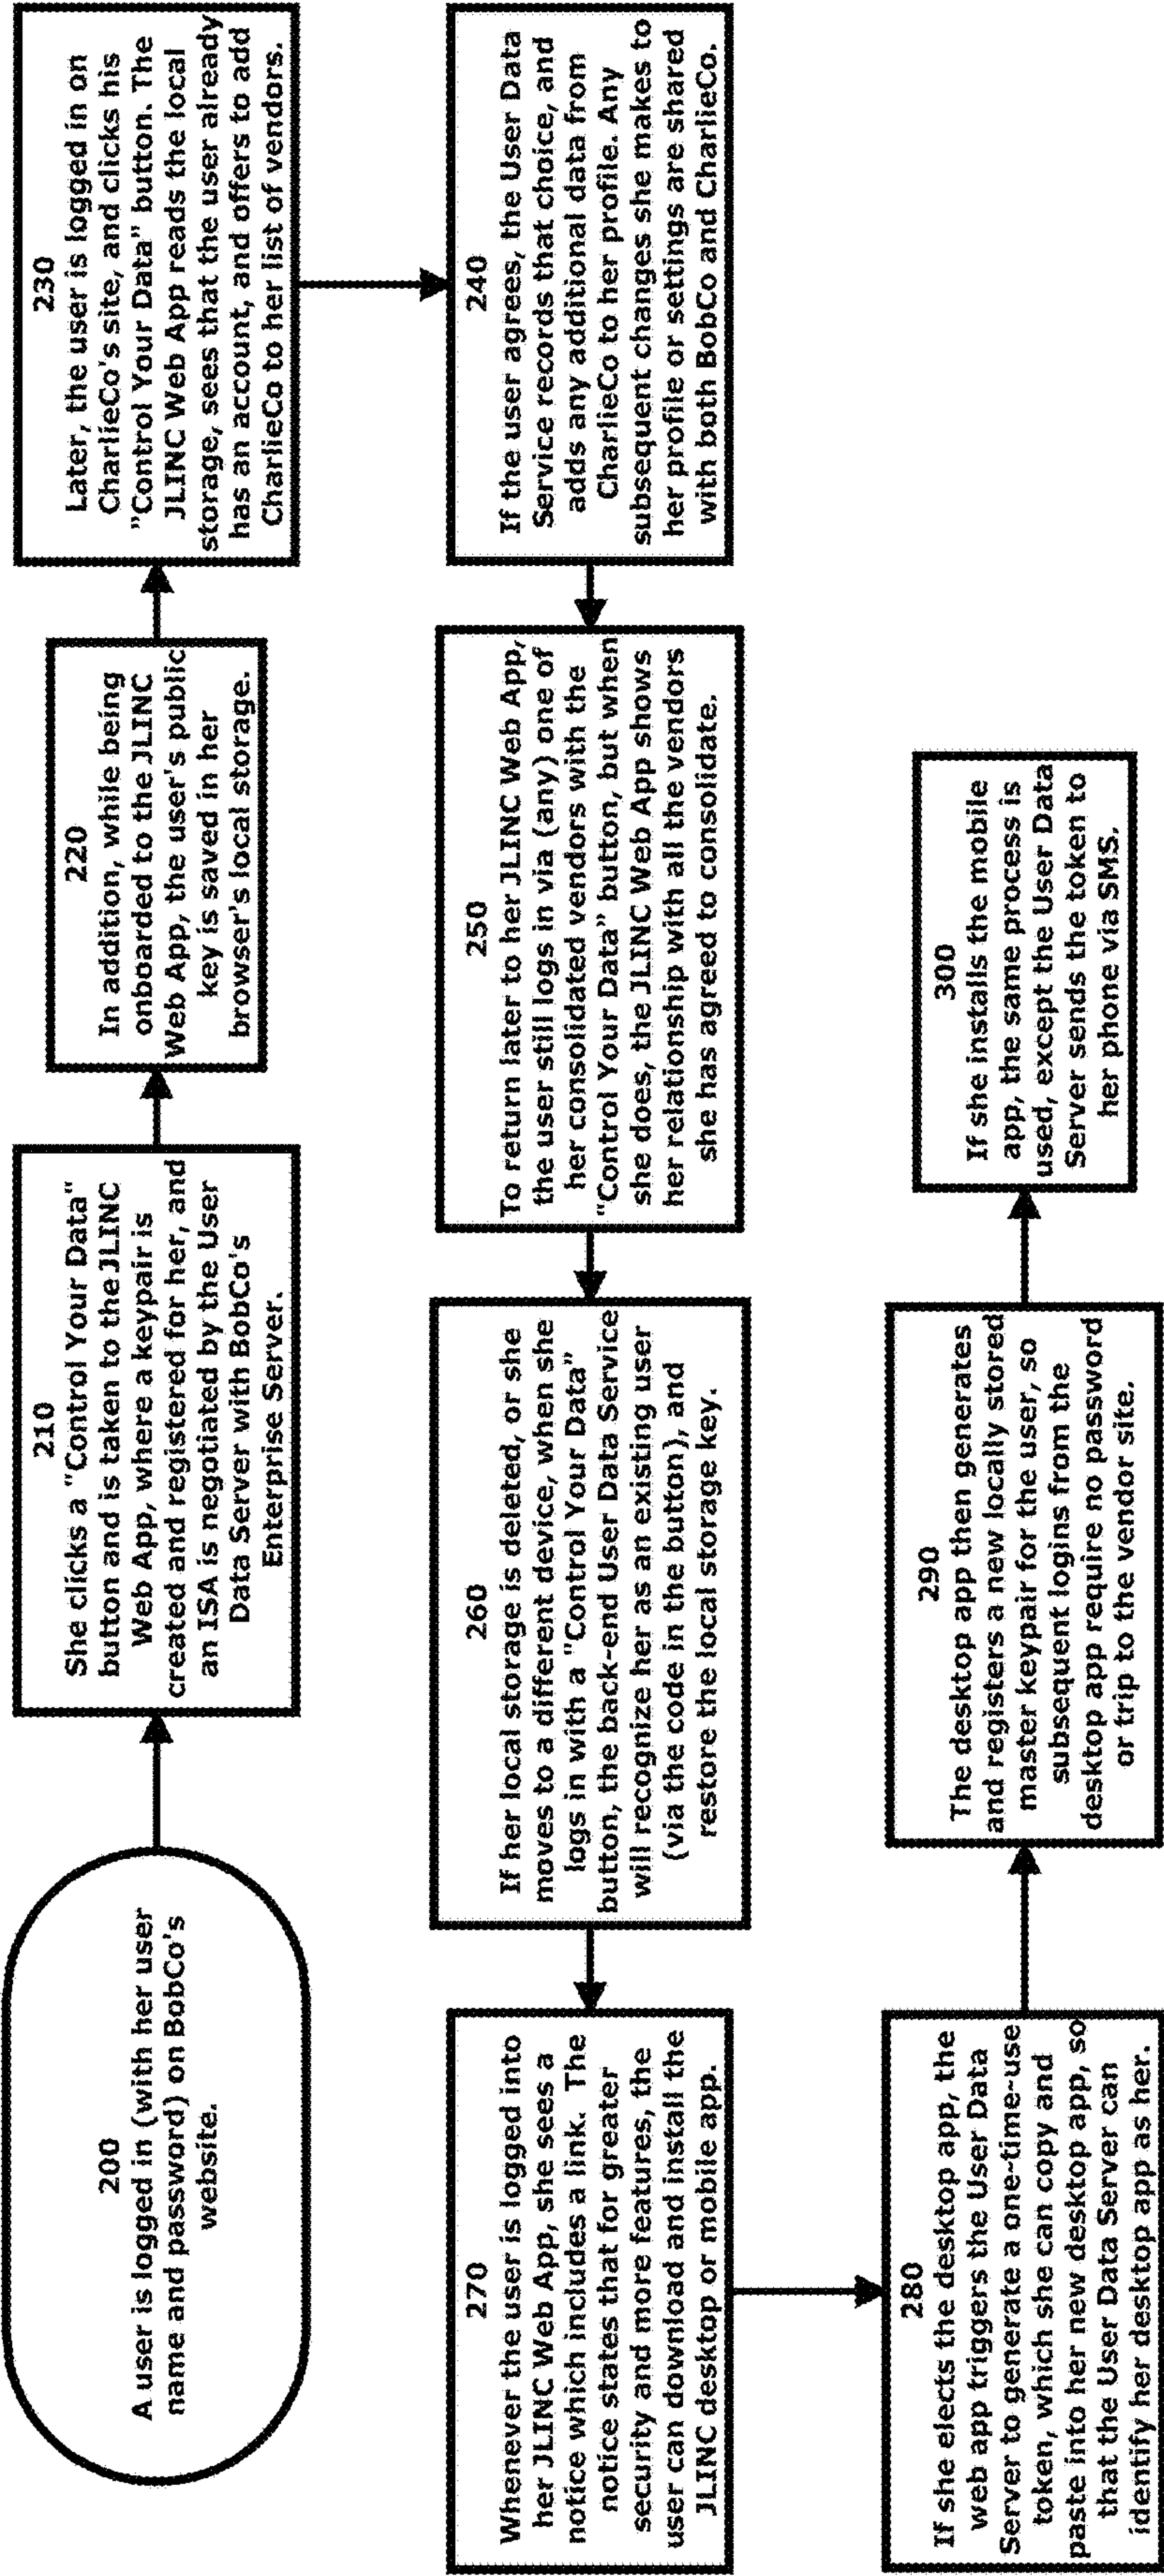 200
A user is logged in (with her user
name and password) on BobCo's
website.
210
She clicks a "Control Your Data"
button and is taken to the JLINC
Web App, where a keypair is
created and registered for her, and
an ISA is negotiated by the User
Data Server with BobCo's
Enterprise Server.
220
In addition, while being
onboarded to the JLINC
Web App, the user's public
key is saved in her
browser's local storage.
230
Later, the user is logged in on
CharlieCo's site, and clicks his
"Control Your Data" button. The
JLINC Web App reads the local
storage, sees that the user already
has an account, and offers to add
CharlieCo to her list of vendors.
240
If the user agrees, the User Data
Service records that choice, and
adds any additional data from
CharlieCo to her profile. Any
subsequent changes she makes to
her profile or settings are shared
with both BobCo and CharlieCo.
250
To return later to her JLINC Web App,
the user still logs in via (any) one of
her consolidated vendors with the
"Control Your Data" button, but when
she does, the JLINC Web App shows
her relationship with all the vendors
she has agreed to consolidate.
260
If her local storage is deleted, or she
moves to a different device, when she
logs in with a "Control Your Data"
button, the back-end User Data Service
will recognize her as an existing user
(via the code in the button), and
restore the local storage key.
270
Whenever the user is logged into
her JLINC Web App, she sees a
notice which includes a link. The
notice states that for greater
security and more features, the
user can download and install the
JLINC desktop or mobile app.
280
If she elects the desktop app, the
web app triggers the User Data
Server to generate a one-time-use
token, which she can copy and
paste into her new desktop app, so
that the User Data Server can
identify her desktop app as her.
290
The desktop app then generates
and registers a new locally stored
master keypair for the user, so
subsequent logins from the
desktop app require no password
or trip to the vendor site.
300
If she installs the mobile
app, the same process is
used, except the User Data
Server sends the token to
her phone via SMS.